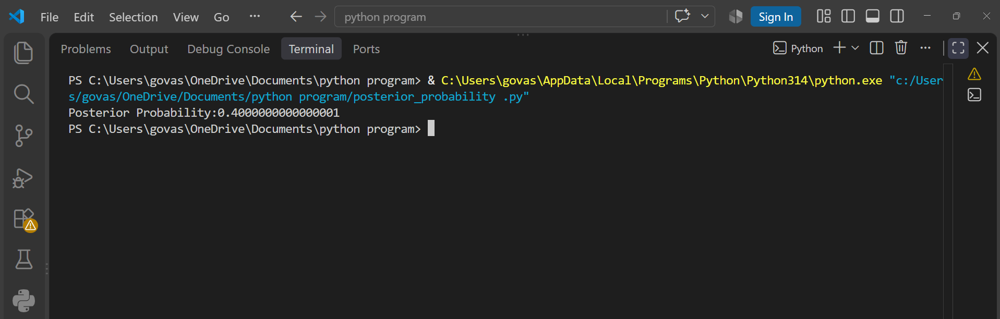 File Edit Selection View Go ··· python program Sign In
Problems Output Debug Console Terminal Ports Python
PS C:\Users\govas\OneDrive\Documents\python program> & C:\Users\govas\AppData\Local\Programs\Python\Python314\python.exe "c:/User
s/govas/OneDrive/Documents/python program/posterior_probability .py"
Posterior Probability:0.4000000000000001
PS C:\Users\govas\OneDrive\Documents\python program>